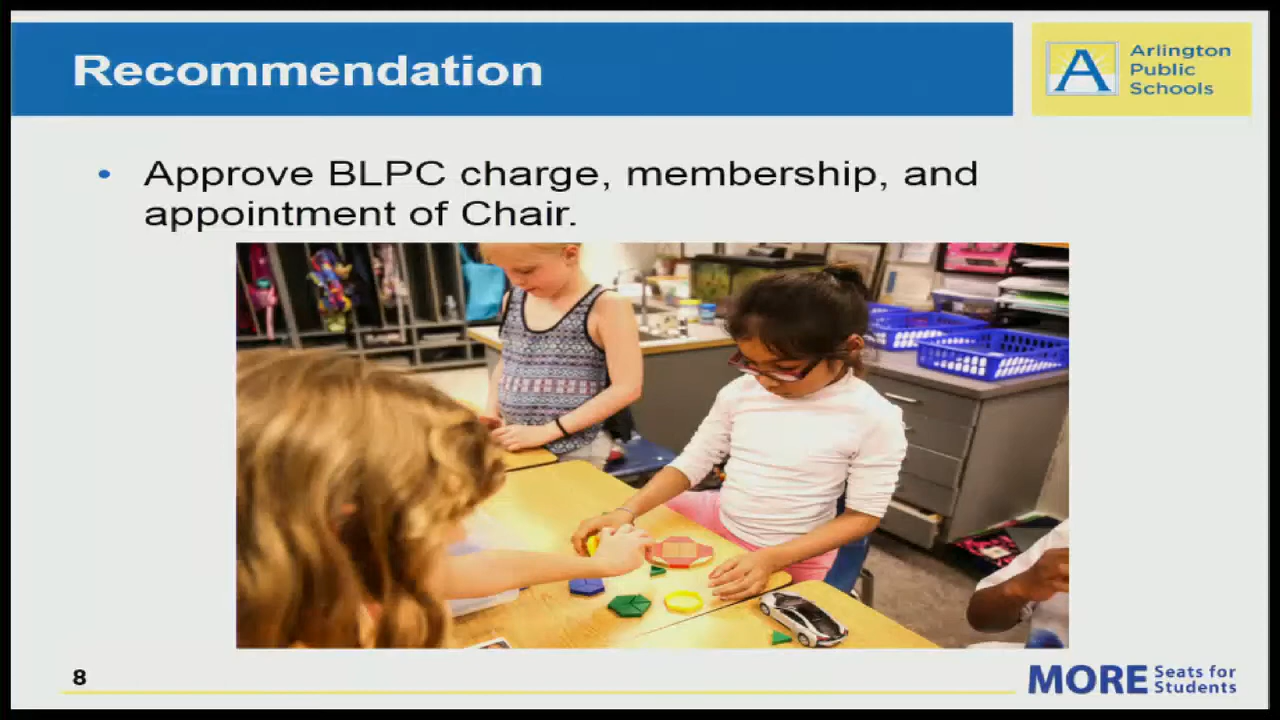 Recommendation
Arlington
Public
Schools
• Approve BLPC charge, membership, and
appointment of Chair.
8
MORE Seats for
Students